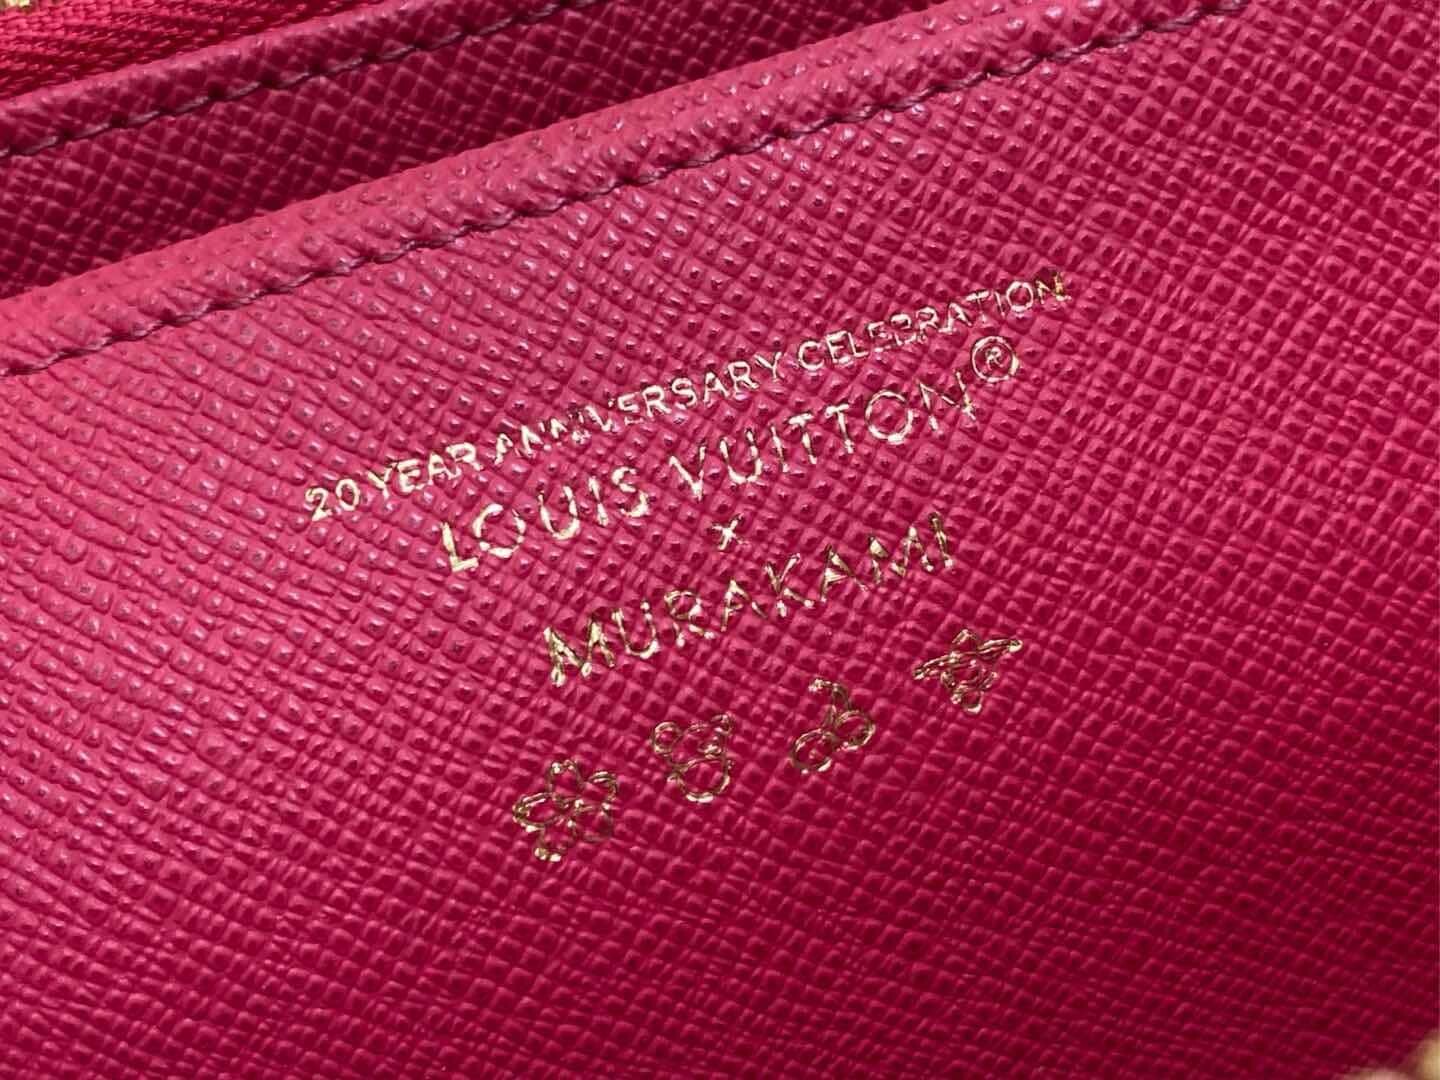 20 YEAR ANNIVERSARY CELEBRATION
LOUIS VUITTON®
×
MURAKAMI